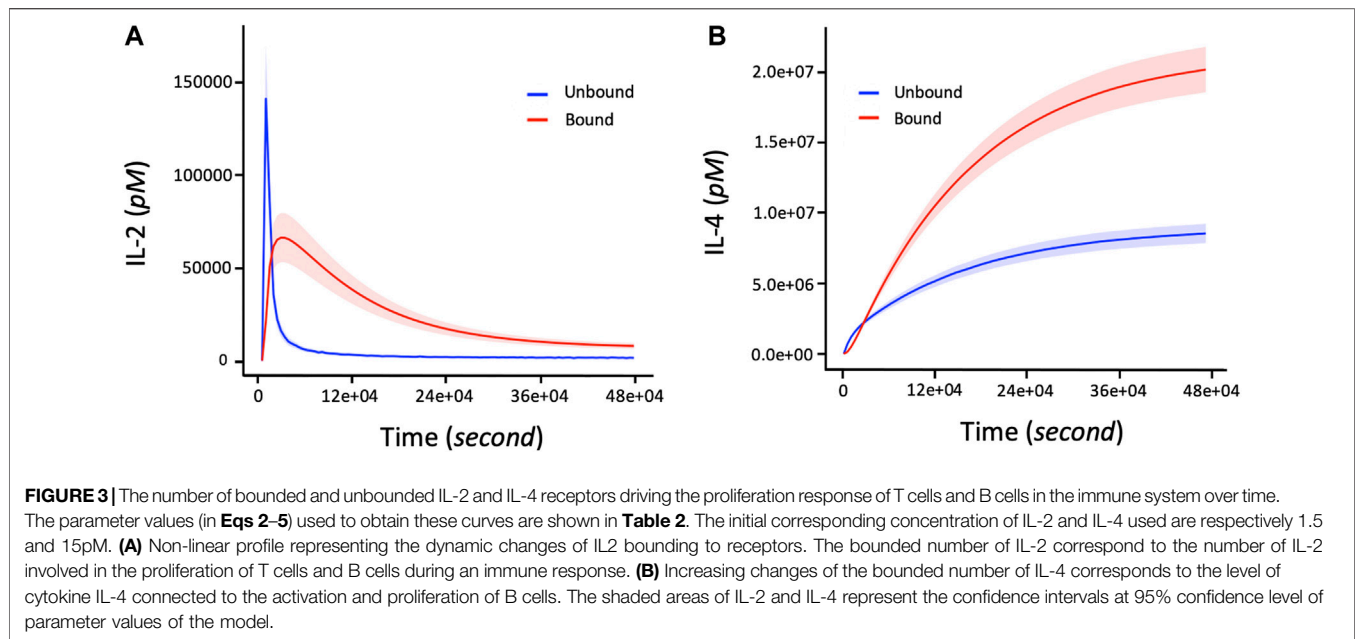 A
B
150000
100000
50000
0
IL-2 (pM)
Unbound
Bound
0
12e+04
24e+04
36e+04
48e+04
Time (second)
2.0e+07
1.5e+07
1.0e+07
5.0e+06
0.0e+00
IL-4 (pM)
Unbound
Bound
0
12e+04
24e+04
36e+04
48e+04
Time (second)
FIGURE 3 | The number of bounded and unbounded IL-2 and IL-4 receptors driving the proliferation response of T cells and B cells in the immune system over time.
The parameter values (in Eqs 2–5) used to obtain these curves are shown in Table 2. The initial corresponding concentration of IL-2 and IL-4 used are respectively 1.5
and 15pM. (A) Non-linear profile representing the dynamic changes of IL2 bounding to receptors. The bounded number of IL-2 correspond to the number of IL-2
involved in the proliferation of T cells and B cells during an immune response. (B) Increasing changes of the bounded number of IL-4 corresponds to the level of
cytokine IL-4 connected to the activation and proliferation of B cells. The shaded areas of IL-2 and IL-4 represent the confidence intervals at 95% confidence level of
parameter values of the model.